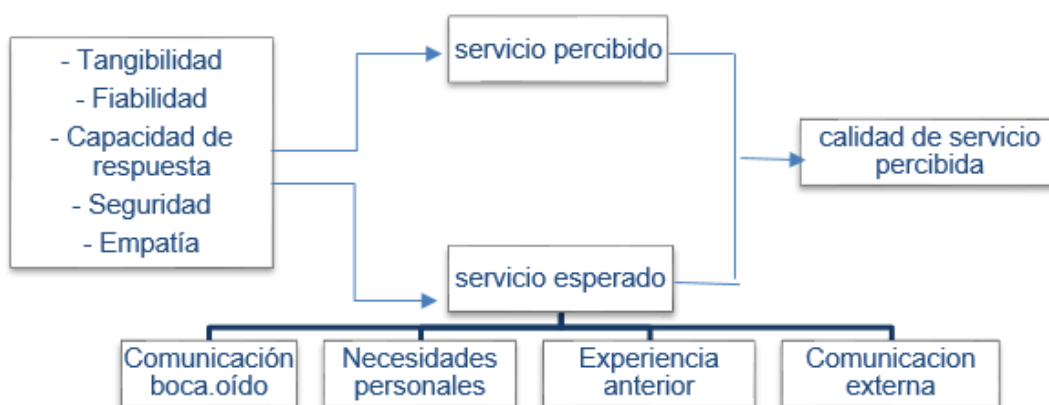 - Tangibilidad
- Fiabilidad
- Capacidad de
respuesta
- Seguridad
- Empatía
servicio percibido
servicio esperado
calidad de servicio
percibida
Comunicación
boca.oído
Necesidades
personales
Experiencia
anterior
Comunicacion
externa